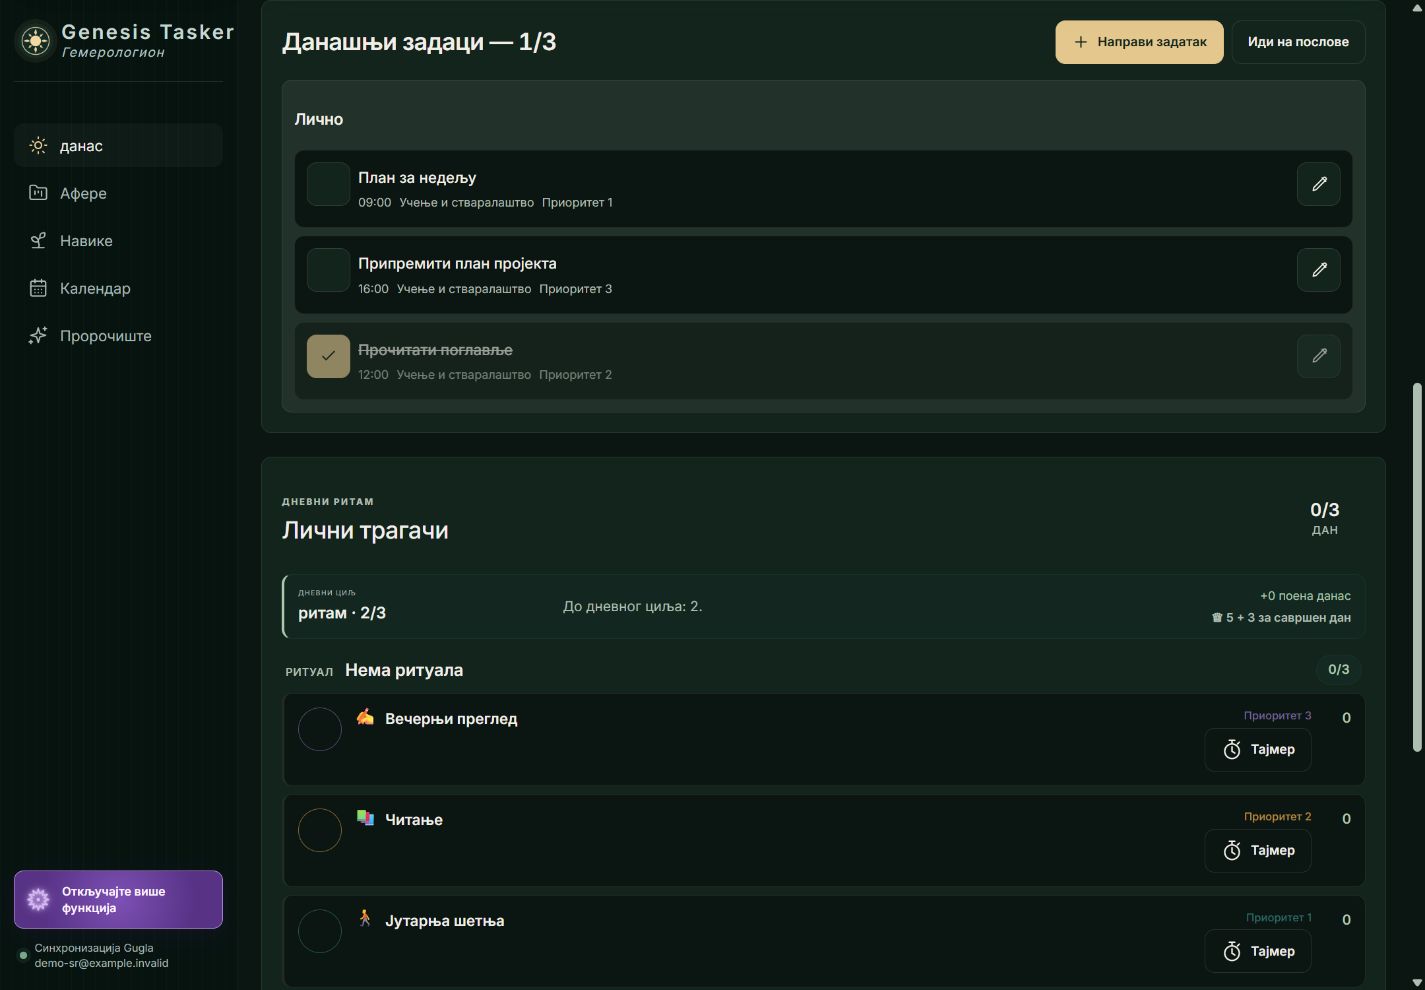 Genesis Tasker
Гемерологион
данас
Афере
Навике
Календар
Пророчиште
Откључајте више
функција
Синхронизација Gugla
demo-sr@example.invalid
Данашњи задаци — 1/3
Направи задатак
Иди на послове
Лично
План за недељу
09:00 Учење и стваралаштво Приоритет 1
Припремити план пројекта
16:00 Учење и стваралаштво Приоритет 3
Прочитати поглавље
12:00 Учење и стваралаштво Приоритет 2
ДНЕВНИ РИТАМ
Лични трагачи
0/3
ДАН
ДНЕВНИ ЦИЉ
ритам · 2/3
До дневног циља: 2.
+0 поена данас
5 + 3 за савршен дан
РИТУАЛ Нема ритуала 0/3
Вечерњи преглед
Приоритет 3
0
Тајмер
Читање
Приоритет 2
0
Тајмер
Јутарња шетња
Приоритет 1
0
Тајмер